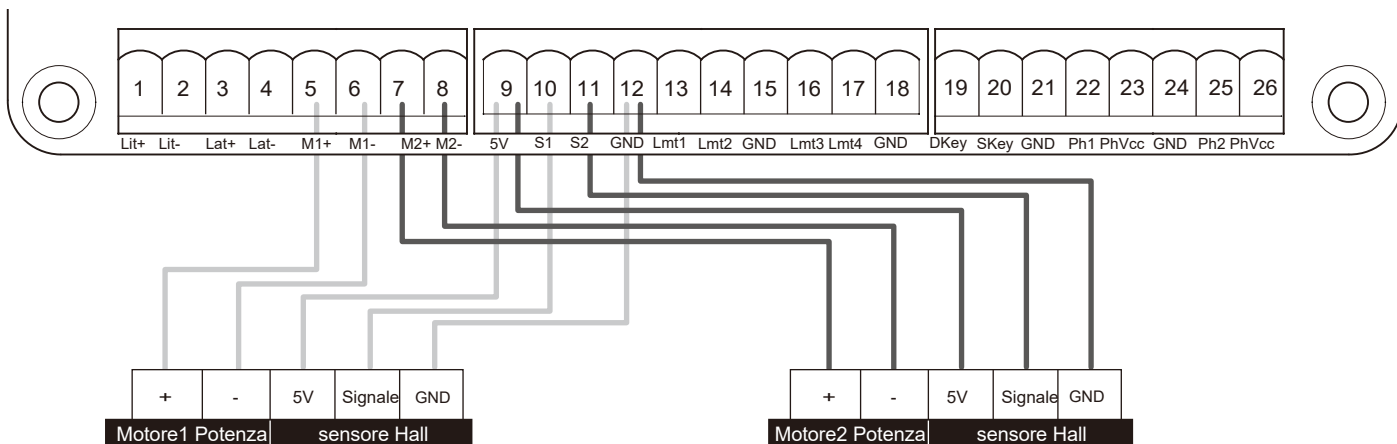 1 2 3 4 5 6 7 8 9 10 11 12 13 14 15 16 17 18 19 20 21 22 23 24 25 26
Lit+ Lit- Lat+ Lat- M1+ M1- M2+ M2- 5V S1 S2 GND Lmt1 Lmt2 GND Lmt3 Lmt4 GND DKey SKey GND Ph1 PhVcc GND Ph2 PhVcc
+ - 5V Signale GND + - 5V Signale GND
Motore1 Potenza sensore Hall Motore2 Potenza sensore Hall